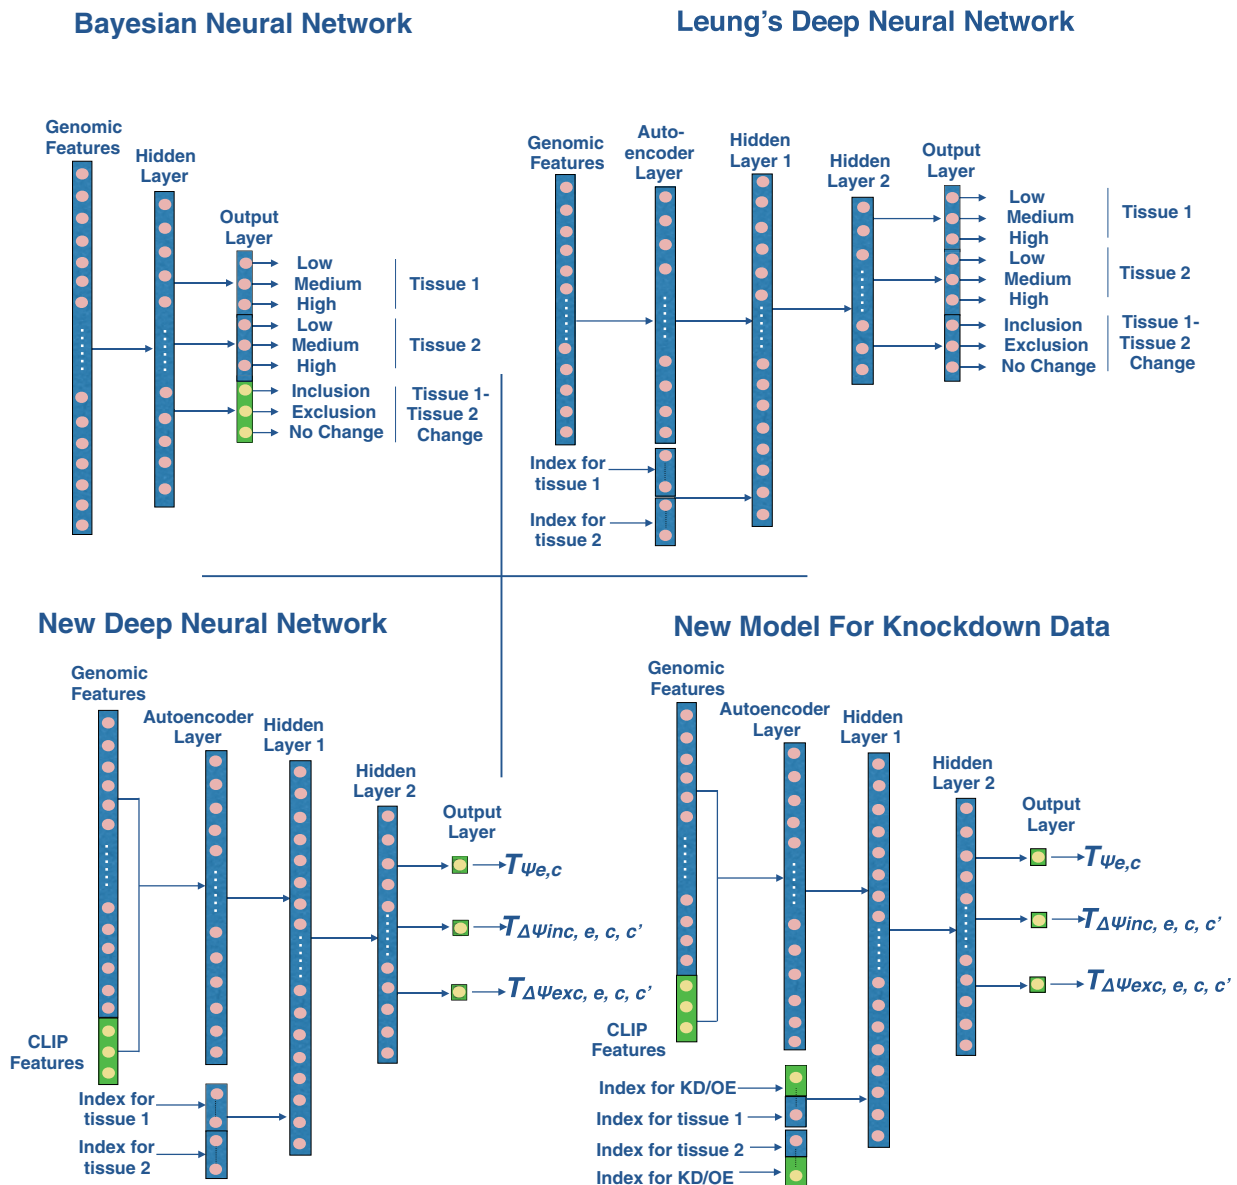 Bayesian Neural Network
Genomic
Features
Hidden
Layer
Output
Layer
Low
Medium
High
Tissue 1
Low
Medium
High
Tissue 2
Inclusion
Exclusion
No Change
Tissue 1-
Tissue 2
Change
Leung's Deep Neural Network
Genomic
Features
Auto-
encoder
Layer
Hidden
Layer 1
Hidden
Layer 2
Output
Layer
Low
Medium
High
Tissue 1
Low
Medium
High
Tissue 2
Inclusion
Exclusion
No Change
Tissue 1-
Tissue 2
Change
Index for
tissue 1
Index for
tissue 2
New Deep Neural Network
Genomic
Features
Autoencoder
Layer
Hidden
Layer 1
Hidden
Layer 2
Output
Layer
TΨe,c
TΔΨinc, e, c, c'
TΔΨexc, e, c, c'
CLIP
Features
Index for
tissue 1
Index for
tissue 2
New Model For Knockdown Data
Genomic
Features
Autoencoder
Layer
Hidden
Layer 1
Hidden
Layer 2
Output
Layer
TΨe,c
TΔΨinc, e, c, c'
TΔΨexc, e, c, c'
CLIP
Features
Index for KD/OE
Index for tissue 1
Index for tissue 2
Index for KD/OE